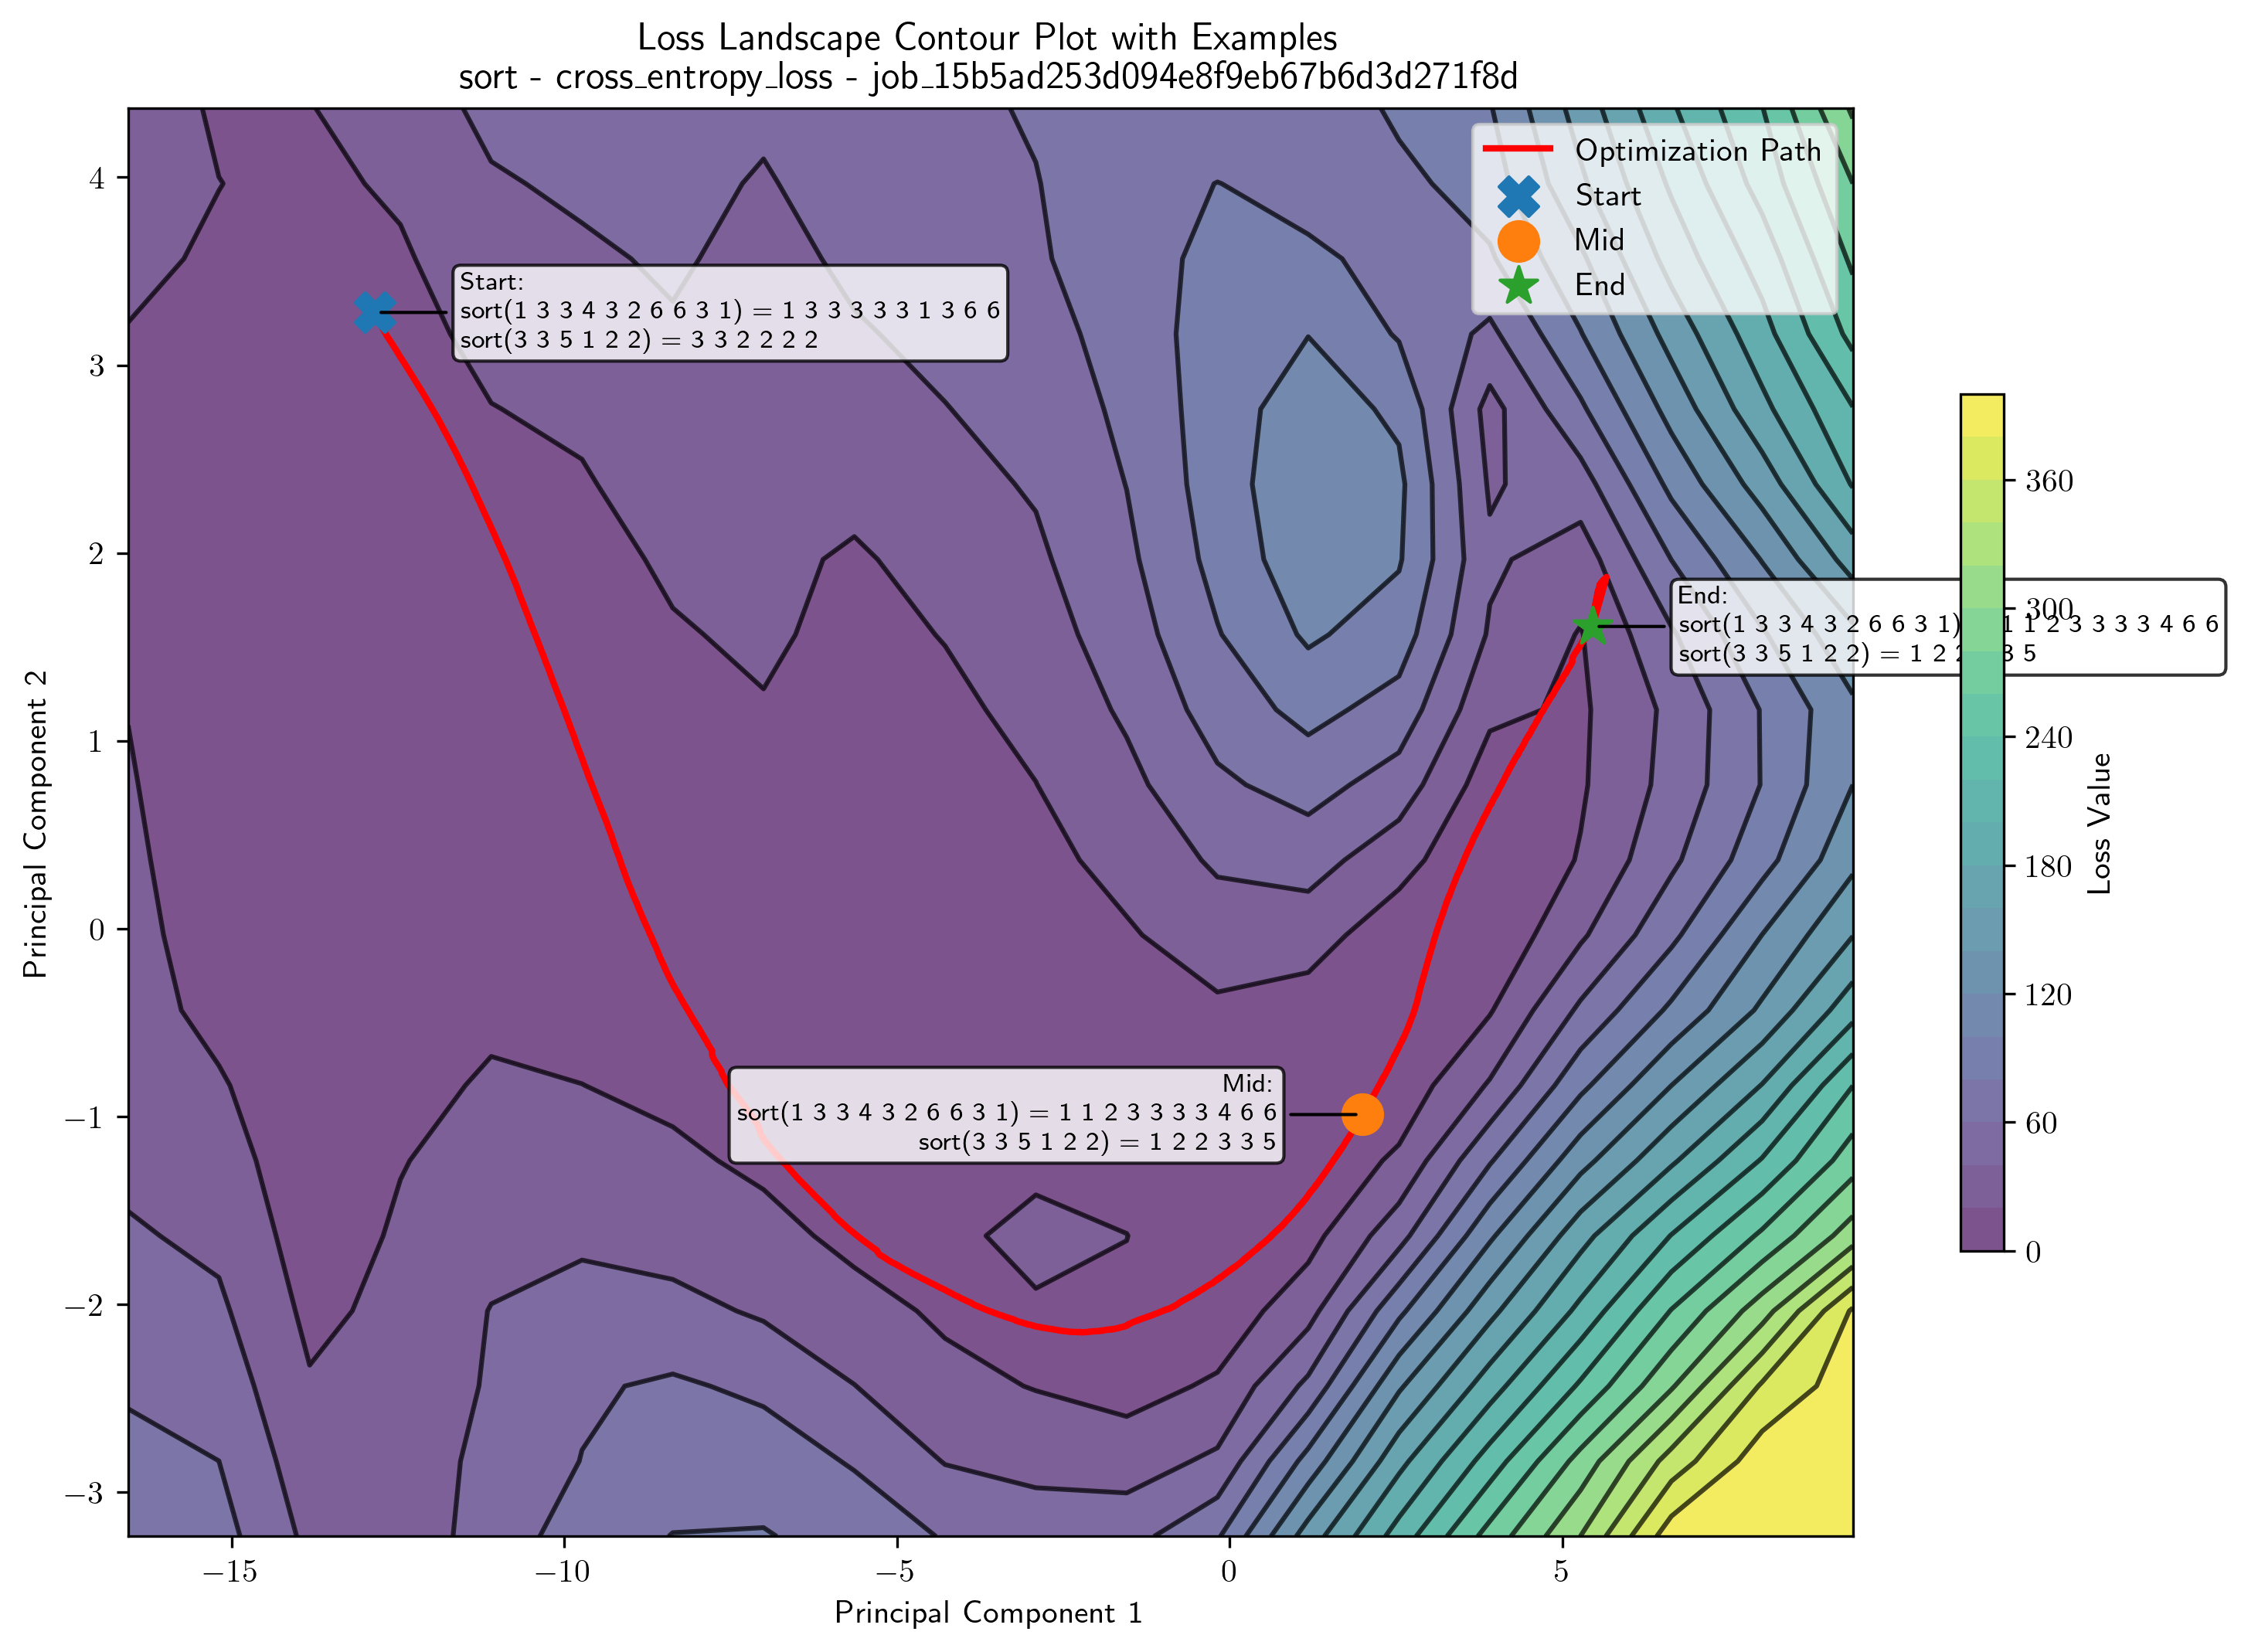 Loss Landscape Contour Plot with Examples
sort - cross_entropy_loss - job_15b5ad253d094e8f9eb67b6d3d271f8d
Optimization Path
Start
Mid
End
Start:
sort(1 3 3 4 3 2 6 6 3 1) = 1 3 3 3 3 3 1 3 6 6
sort(3 3 5 1 2 2) = 3 3 2 2 2 2
End:
sort(1 3 3 4 3 2 6 6 3 1) 1 1 2 3 3 3 3 4 6 6
sort(3 3 5 1 2 2) = 1 2 2 3 5
Mid:
sort(1 3 3 4 3 2 6 6 3 1) = 1 1 2 3 3 3 3 4 6 6
sort(3 3 5 1 2 2) = 1 2 2 3 3 5
4
3
2
1
0
−1
−2
−3
Principal Component 2
−15
−10
−5
0
5
Principal Component 1
360
300
240
180
120
60
0
Loss Value